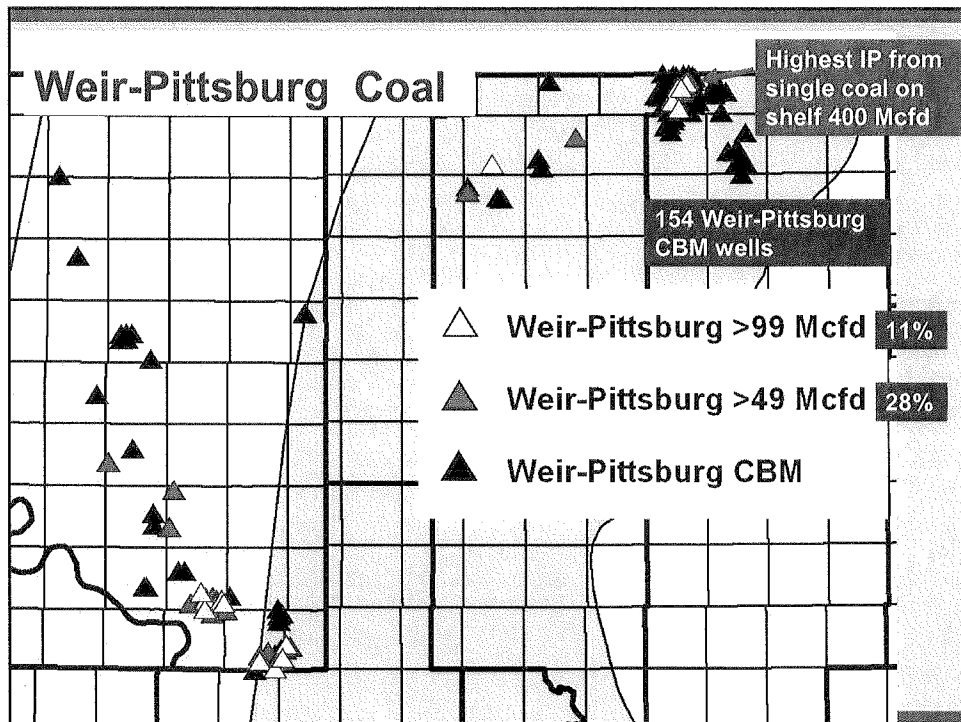 Weir-Pittsburg Coal
Highest IP from
single coal on
shelf 400 Mcfd
154 Weir-Pittsburg
CBM wells
Weir-Pittsburg >99 Mcfd 11%
Weir-Pittsburg >49 Mcfd 28%
Weir-Pittsburg CBM